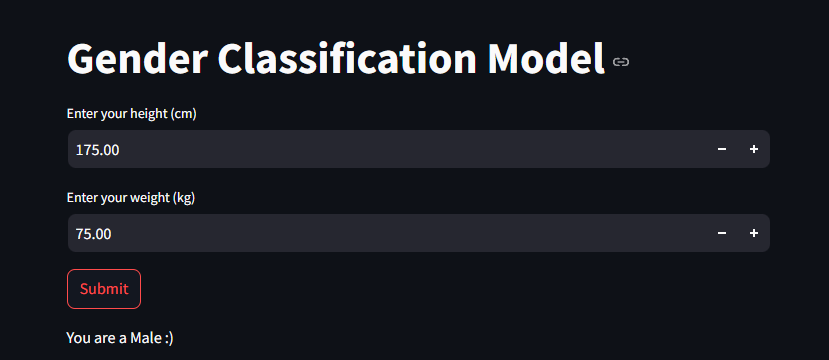 Gender Classification Model
Enter your height (cm)
175.00
Enter your weight (kg)
75.00
Submit
You are a Male :)